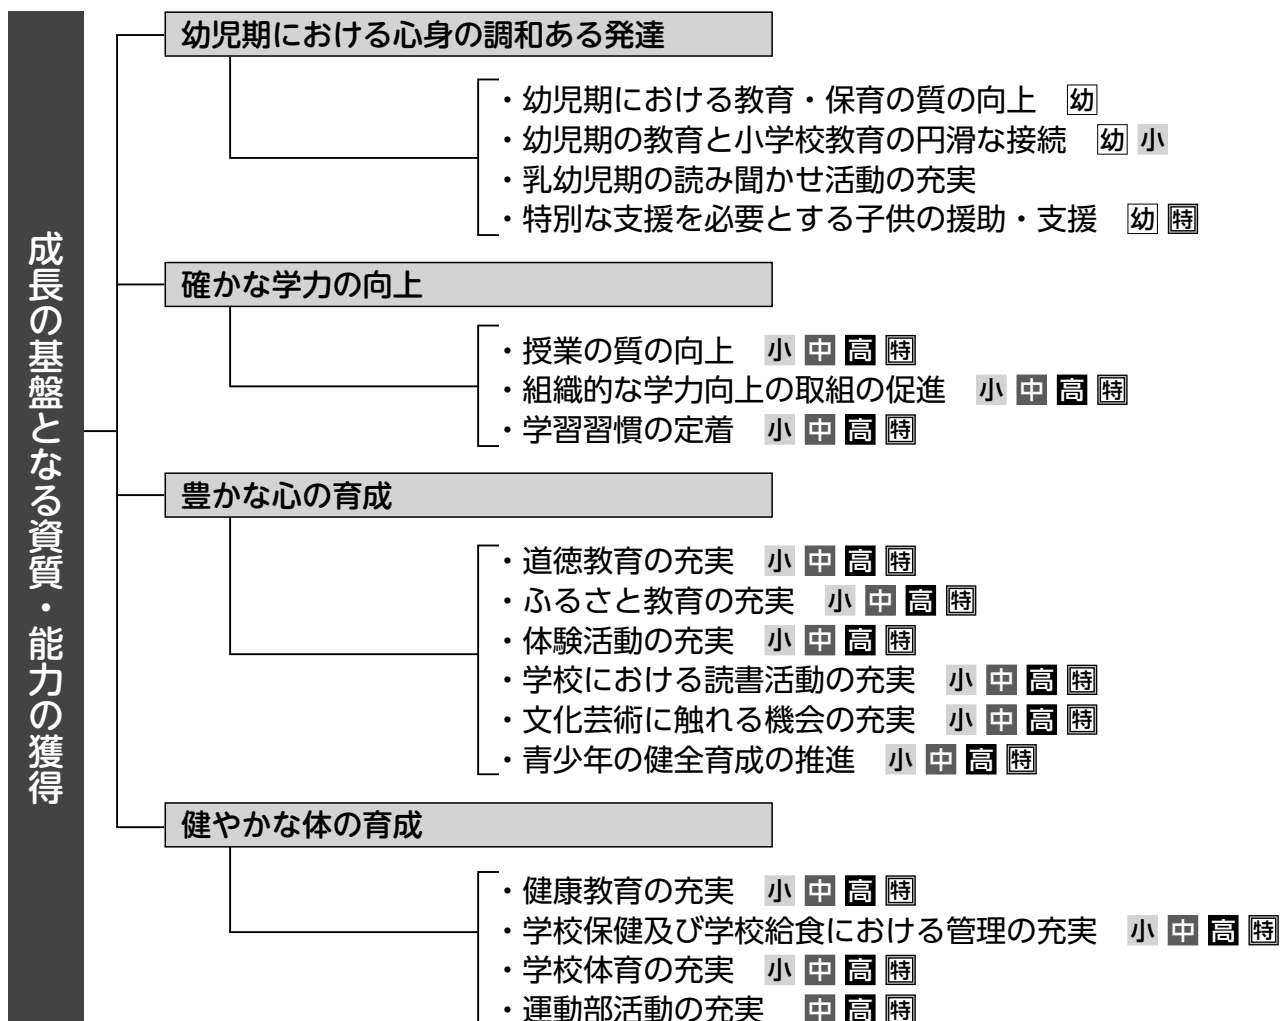 成長の基盤となる資質・能力の獲得
幼児期における心身の調和ある発達
・幼児期における教育・保育の質の向上 幼
・幼児期の教育と小学校教育の円滑な接続 幼 小
・乳幼児期の読み聞かせ活動の充実
・特別な支援を必要とする子供の援助・支援 幼 特
確かな学力の向上
・授業の質の向上 小 中 高 特
・組織的な学力向上の取組の促進 小 中 高 特
・学習習慣の定着 小 中 高 特
豊かな心の育成
・道徳教育の充実 小 中 高 特
・ふるさと教育の充実 小 中 高 特
・体験活動の充実 小 中 高 特
・学校における読書活動の充実 小 中 高 特
・文化芸術に触れる機会の充実 小 中 高 特
・青少年の健全育成の推進 小 中 高 特
健やかな体の育成
・健康教育の充実 小 中 高 特
・学校保健及び学校給食における管理の充実 小 中 高 特
・学校体育の充実 小 中 高 特
・運動部活動の充実 中 高 特